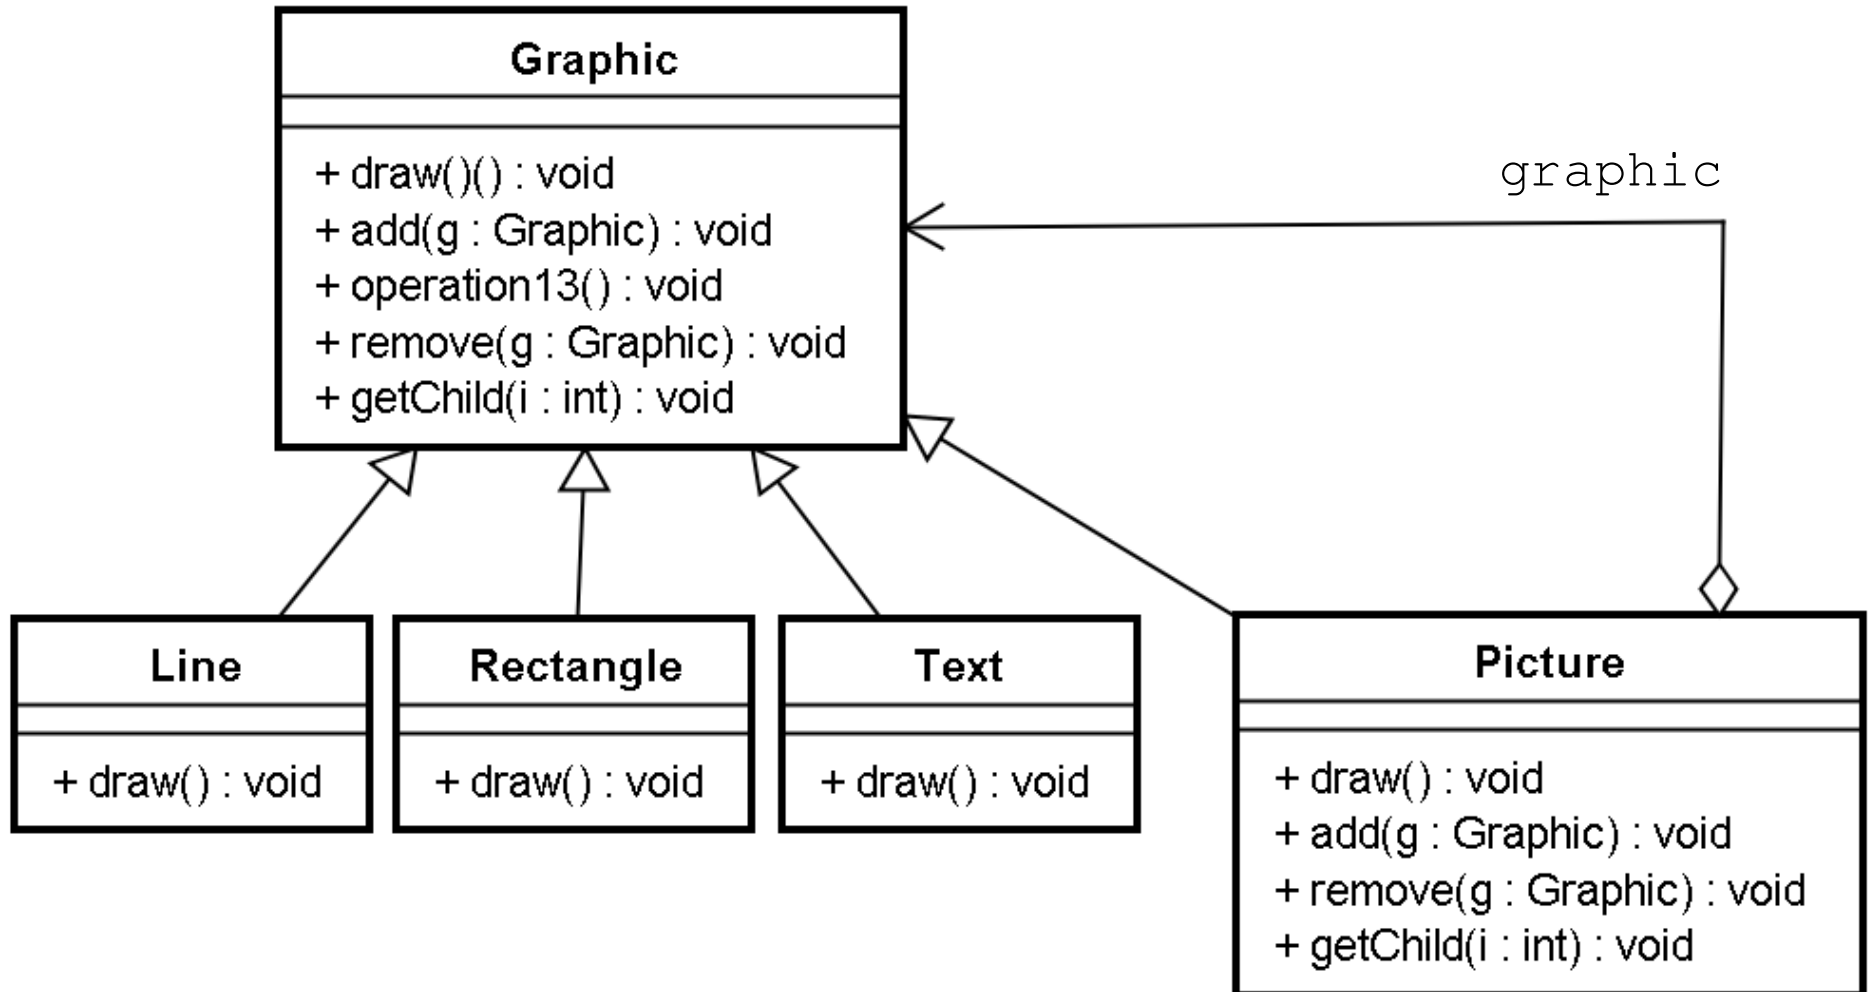 Graphic
+ draw()() : void
+ add(g : Graphic) : void
+ operation13() : void
+ remove(g : Graphic) : void
+ getChild(i : int) : void
graphic
Line
+ draw() : void
Rectangle
+ draw() : void
Text
+ draw() : void
Picture
+ draw() : void
+ add(g : Graphic) : void
+ remove(g : Graphic) : void
+ getChild(i : int) : void